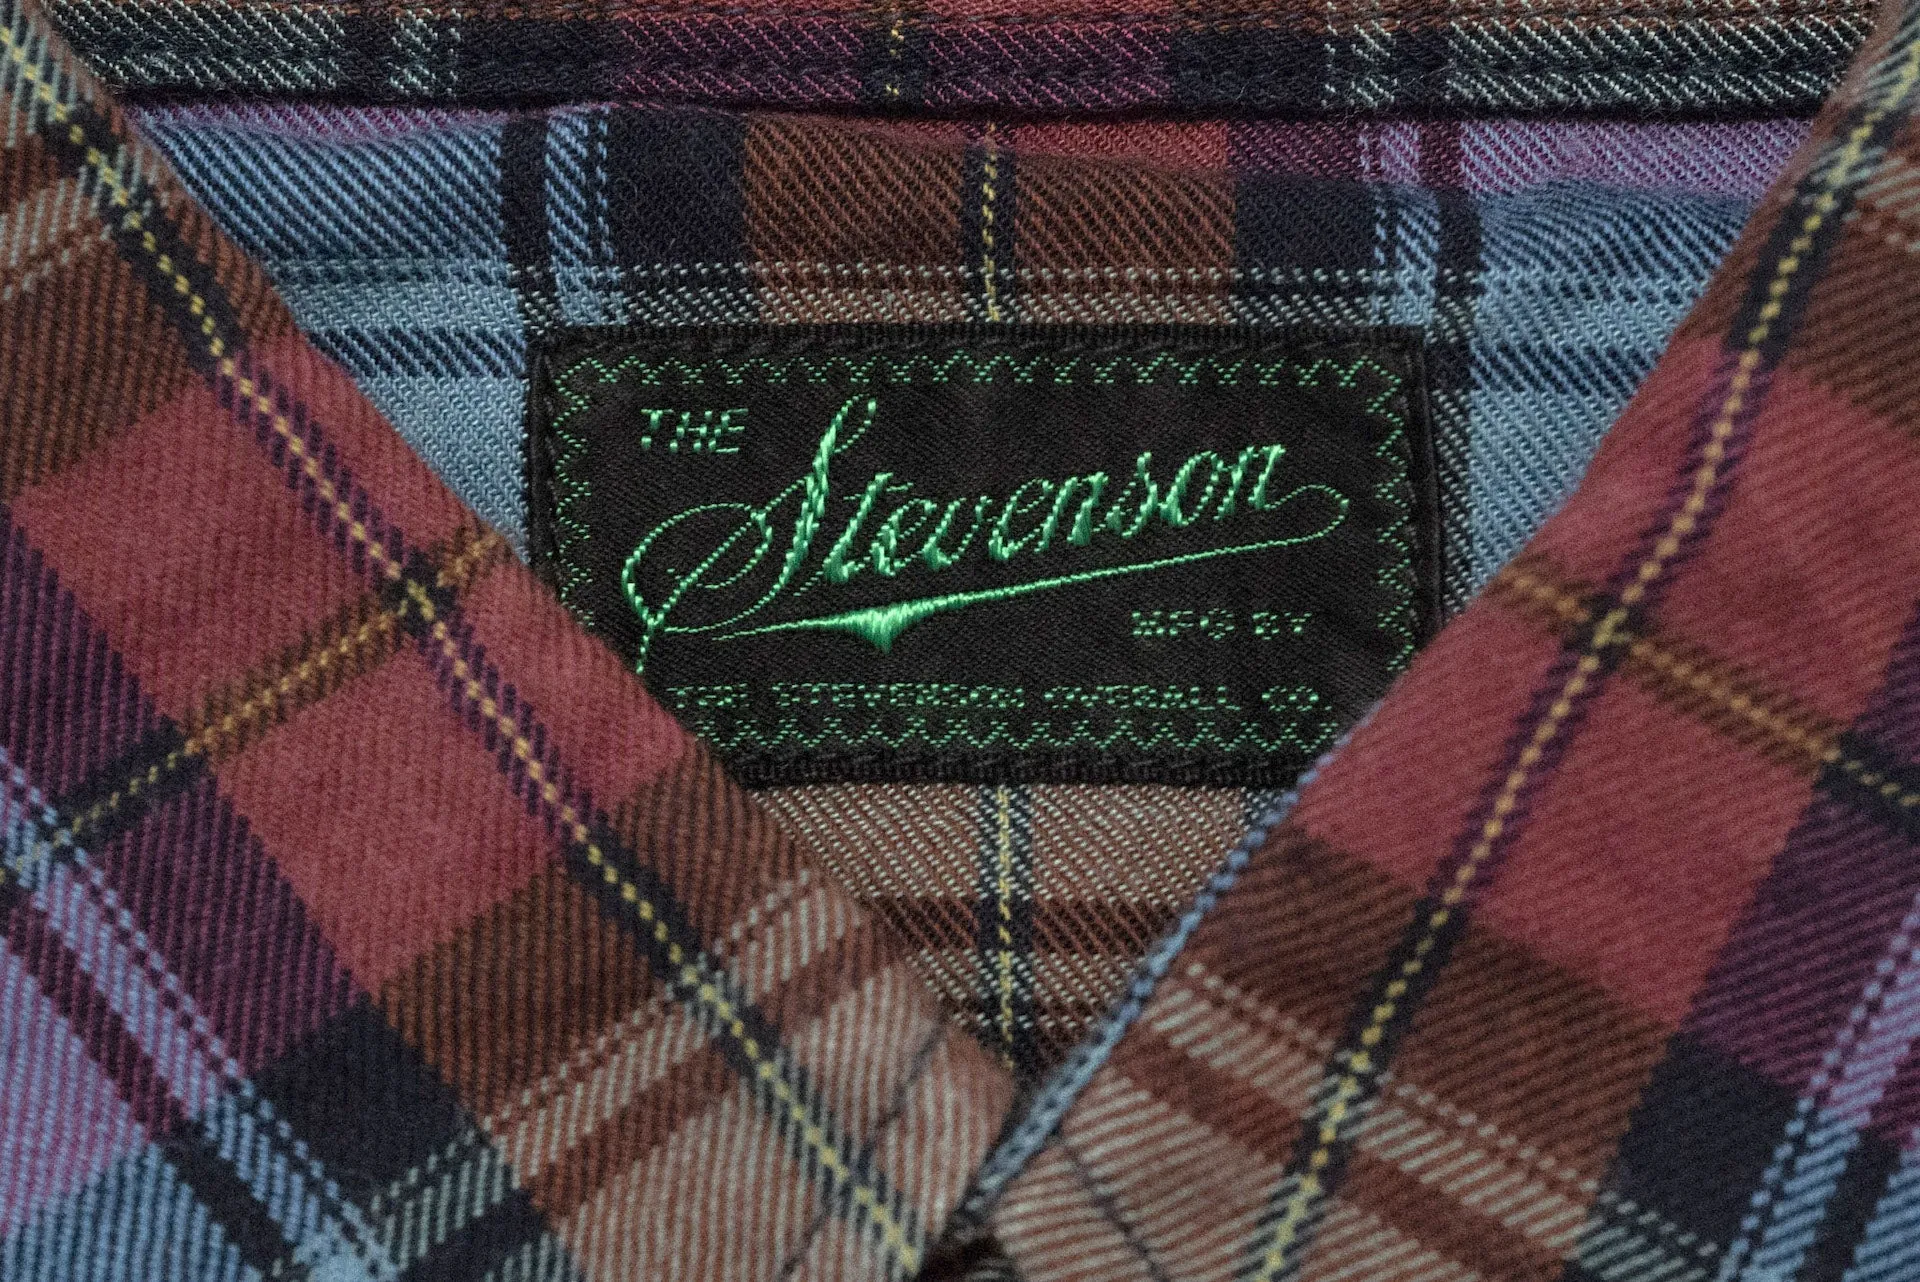 THE
Stevenson
MFG BY
THE STEVENSON OVERALL CO